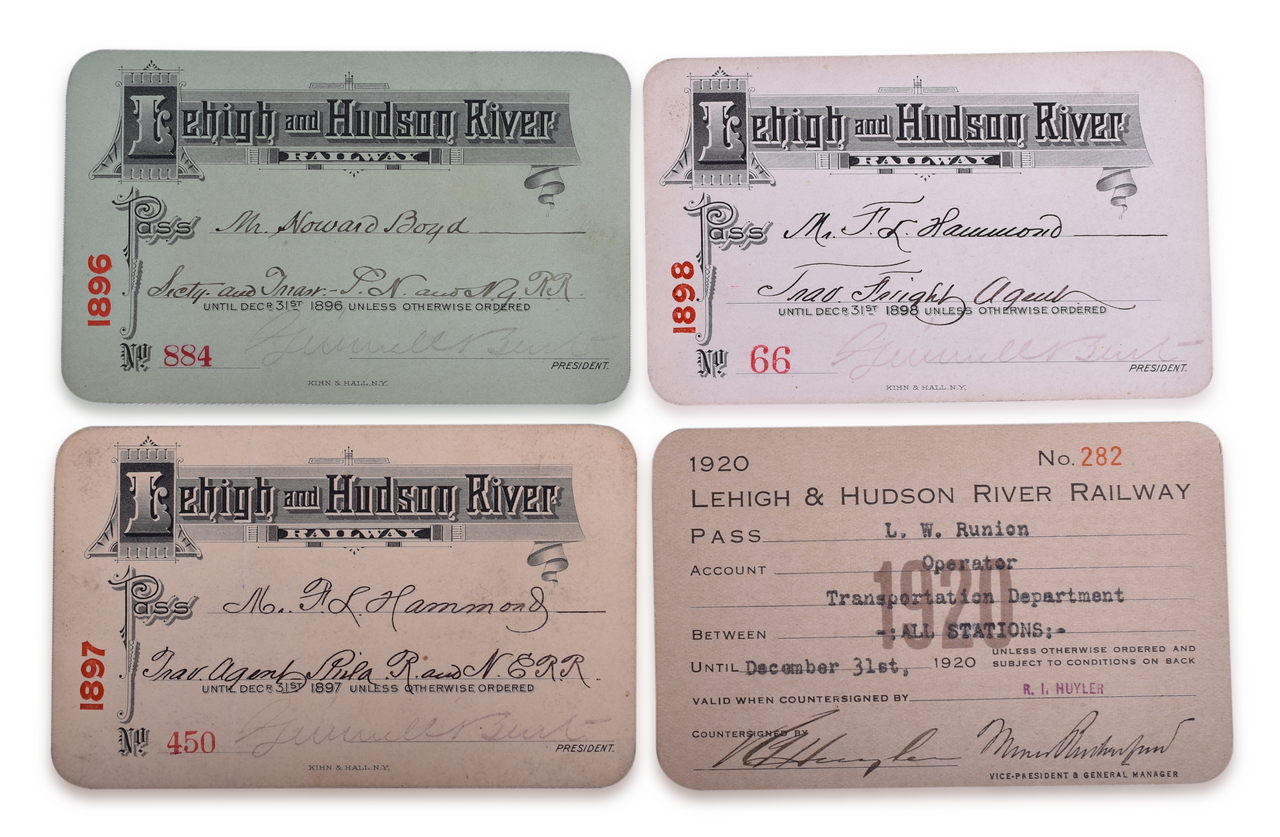 Lehigh and Hudson River
RAILWAY
Pass Mr. Howard Boyd
Secty. and Treas. P. N. and N.Y. RR.
UNTIL DECR 31ST 1896 UNLESS OTHERWISE ORDERED
1896
No. 884
PRESIDENT.
KIHN & HALL, N.Y.
Lehigh and Hudson River
RAILWAY
Pass Mr. F. L. Hammond
Trav. Freight Agent
UNTIL DECR 31ST 1898 UNLESS OTHERWISE ORDERED
1898
No. 66
PRESIDENT.
KIHN & HALL, N.Y.
Lehigh and Hudson River
RAILWAY
Pass Mr. F. L. Hammond
Trav. Agent Phila. R. and N. E. R.R.
UNTIL DECR 31ST 1897 UNLESS OTHERWISE ORDERED
1897
No. 450
PRESIDENT.
KIHN & HALL, N.Y.
1920 No. 282
LEHIGH & HUDSON RIVER RAILWAY
PASS L. W. Runion
ACCOUNT Operator
1920
Transportation Department
BETWEEN -:ALL STATIONS:-
UNTIL December 31st, 1920 UNLESS OTHERWISE ORDERED AND
SUBJECT TO CONDITIONS ON BACK
VALID WHEN COUNTERSIGNED BY R. I. HUYLER
COUNTERSIGNED BY
R I Huyler
VICE-PRESIDENT & GENERAL MANAGER